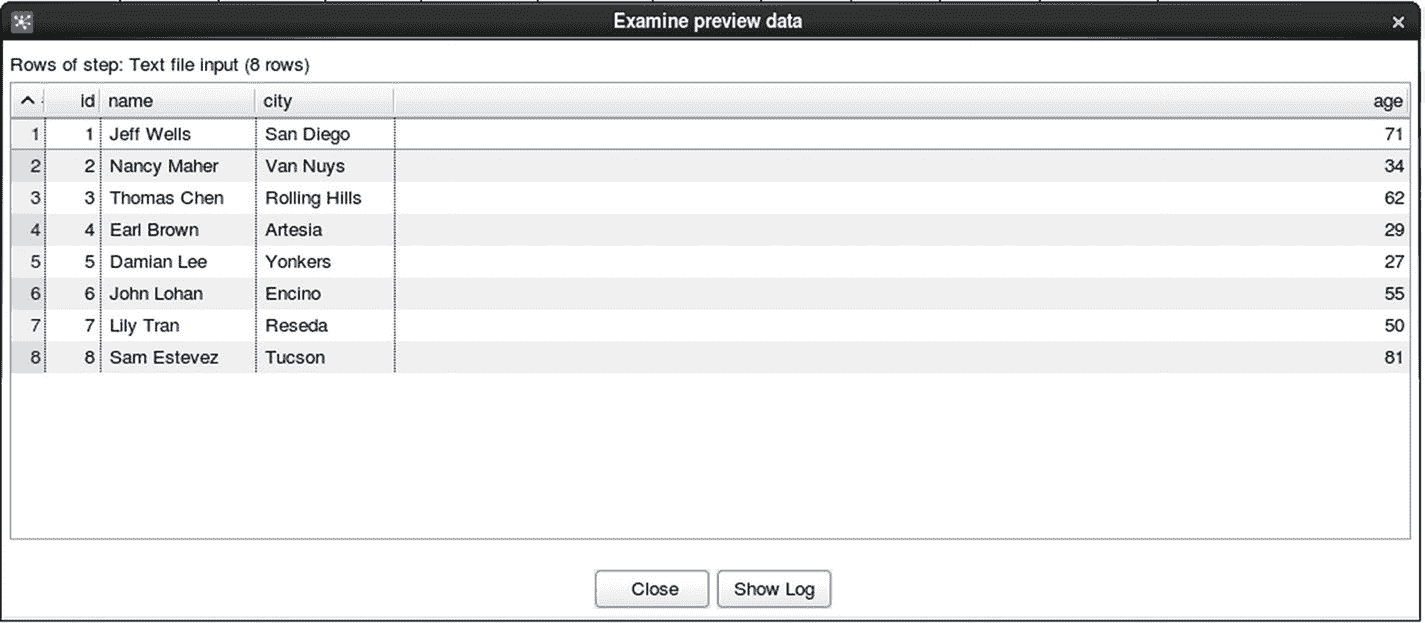 Examine preview data
Rows of step: Text file input (8 rows)
id name city age
1 1 Jeff Wells San Diego 71
2 2 Nancy Maher Van Nuys 34
3 3 Thomas Chen Rolling Hills 62
4 4 Earl Brown Artesia 29
5 5 Damian Lee Yonkers 27
6 6 John Lohan Encino 55
7 7 Lily Tran Reseda 50
8 8 Sam Estevez Tucson 81
Close Show Log